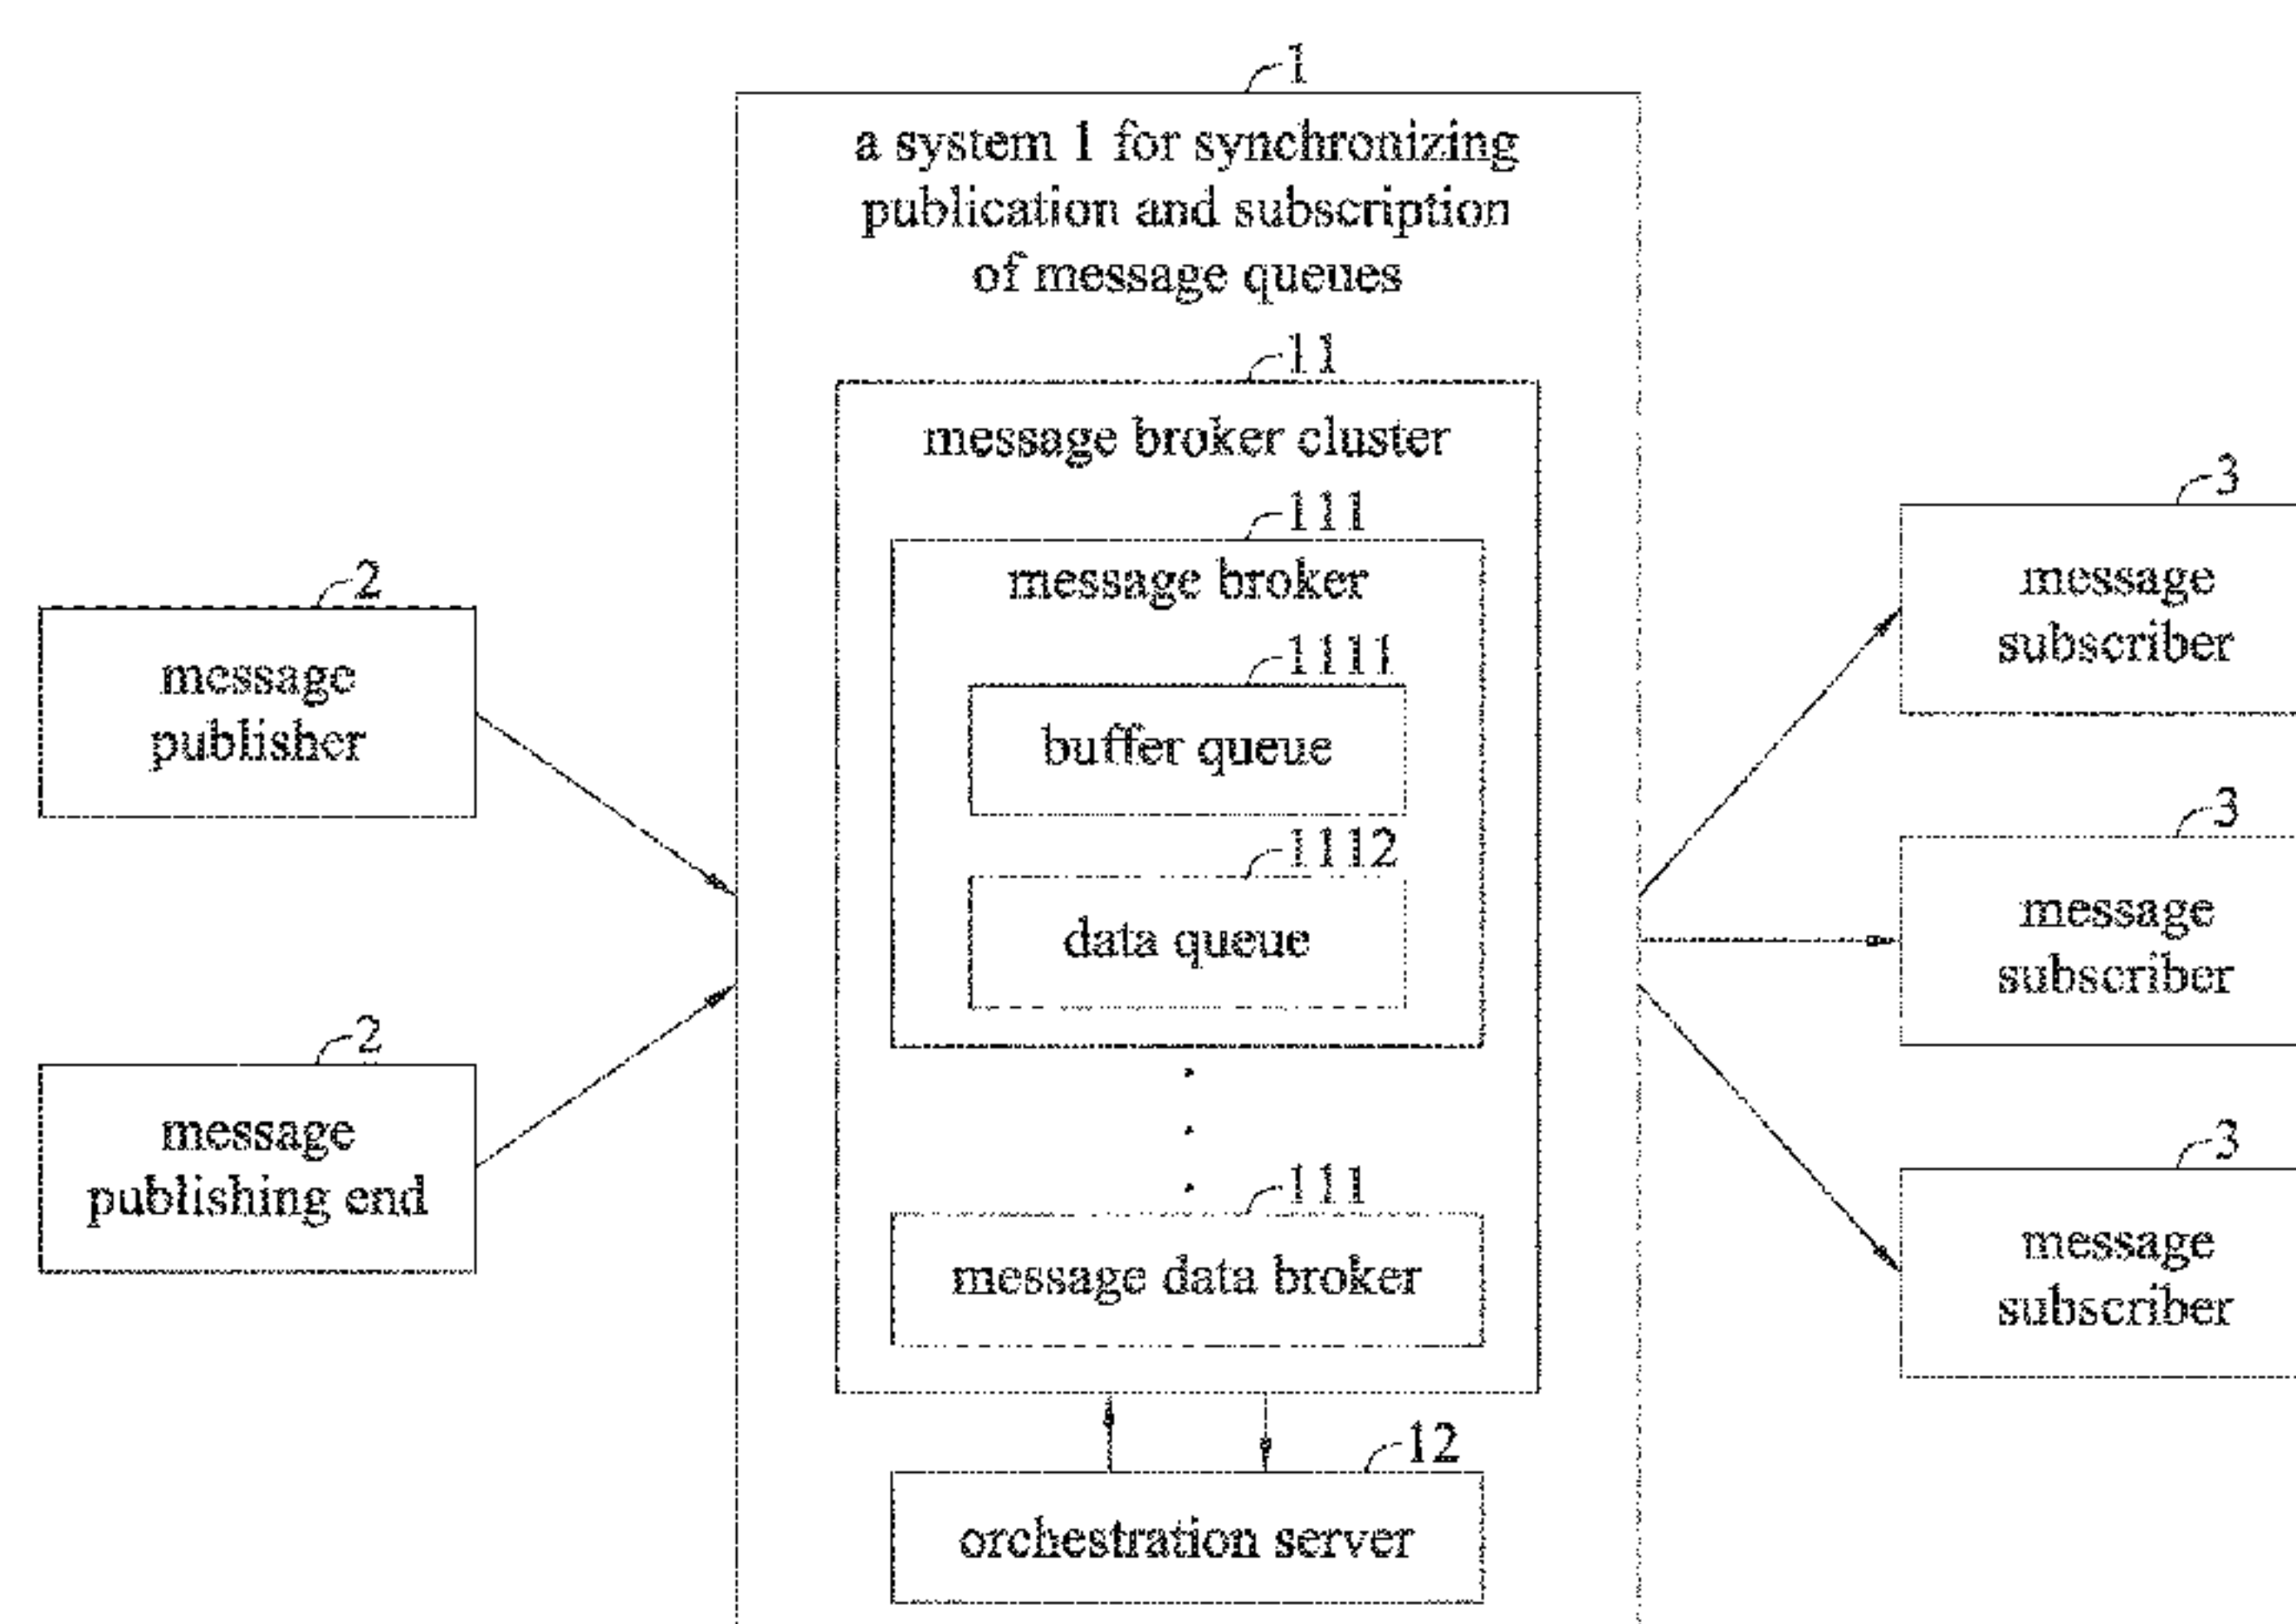 1
a system 1 for synchronizing
publication and subscription
of message queues
11
message broker cluster
111
message broker
1111
buffer queue
1112
data queue
111
message data broker
12
orchestration server
2
message
publisher
2
message
publishing end
3
message
subscriber
3
message
subscriber
3
message
subscriber